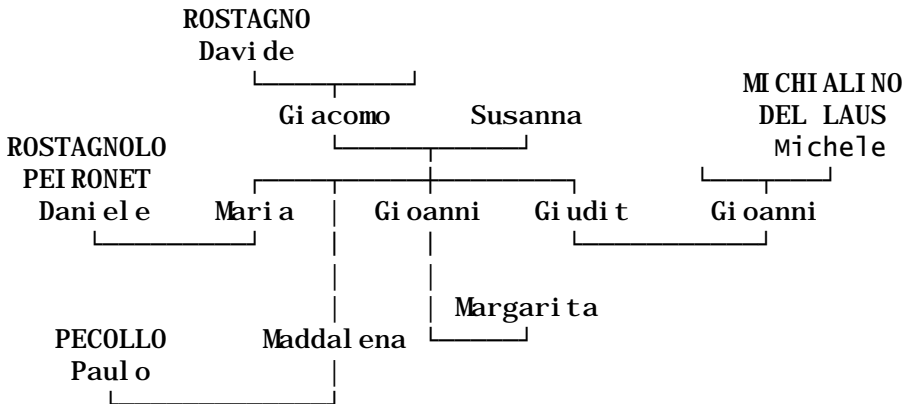 ROSTAGNO
Davide
MICHIALINO
Giacomo Susanna DEL LAUS
ROSTAGNOLO Michele
PEIRONET
Daniele Maria Gioanni Giudit Gioanni
Margarita
PECOLLO Maddalena
Paulo